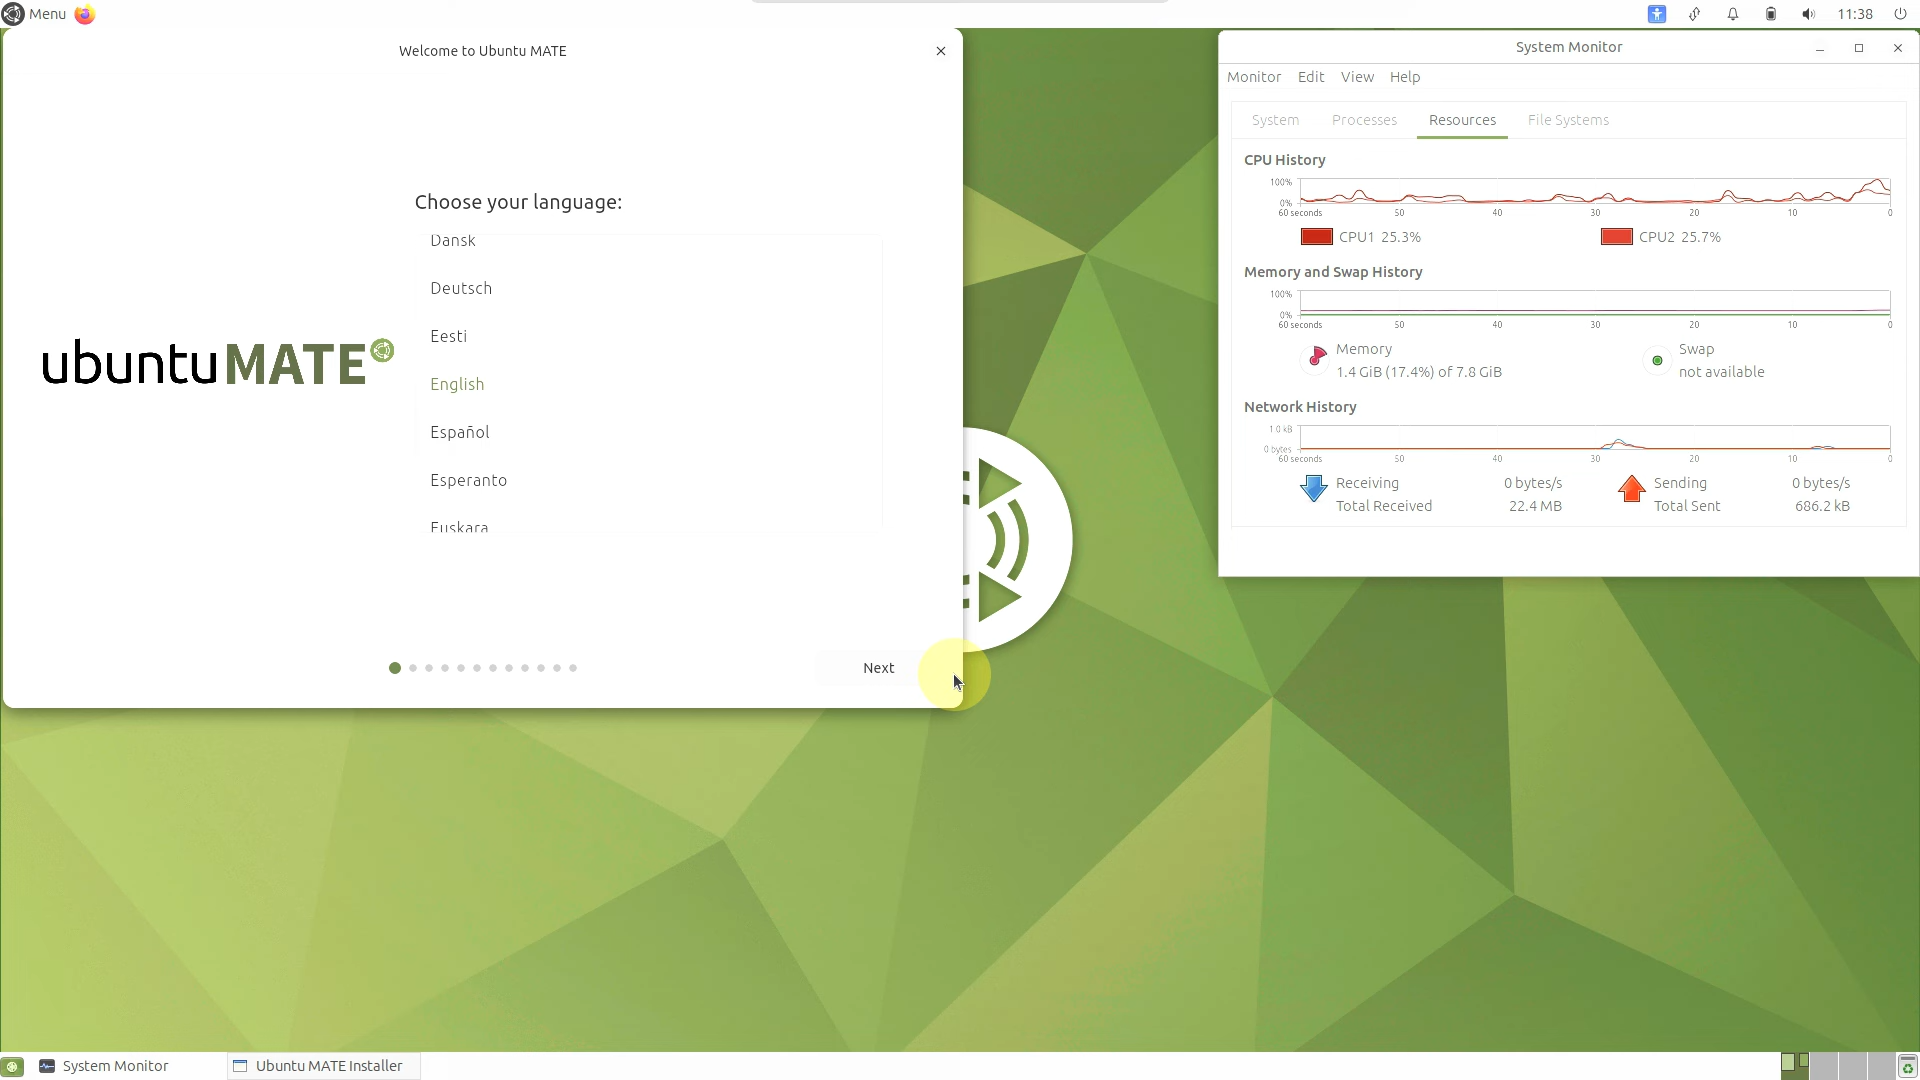 Menu
11:38
Welcome to Ubuntu MATE
Choose your language:
Dansk
Deutsch
Eesti
English
Español
Esperanto
Euskara
ubuntu MATE
Next
System Monitor
Monitor Edit View Help
System Processes Resources File Systems
CPU History
100%
0%
60 seconds 50 40 30 20 10 0
CPU1 25.3% CPU2 25.7%
Memory and Swap History
100%
0%
60 seconds 50 40 30 20 10 0
Memory
1.4 GiB (17.4%) of 7.8 GiB
Swap
not available
Network History
1.0 kB
0 bytes
60 seconds 50 40 30 20 10 0
Receiving 0 bytes/s
Total Received 22.4 MB
Sending 0 bytes/s
Total Sent 686.2 kB
System Monitor
Ubuntu MATE Installer